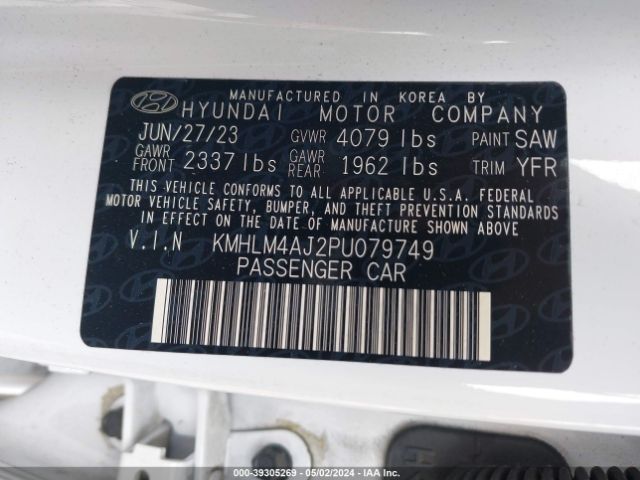 MANUFACTURED IN KOREA BY
HYUNDAI MOTOR COMPANY
JUN/27/23 GVWR 4079 lbs PAINT SAW
GAWR FRONT 2337 lbs GAWR REAR 1962 lbs TRIM YFR
THIS VEHICLE CONFORMS TO ALL APPLICABLE U.S.A. FEDERAL
MOTOR VEHICLE SAFETY, BUMPER, AND THEFT PREVENTION STANDARDS
IN EFFECT ON THE DATE OF MANUFACTURE SHOWN ABOVE.
V.I.N KMHLM4AJ2PU079749
PASSENGER CAR
000-39305269 - 05/02/2024 - IAA Inc.